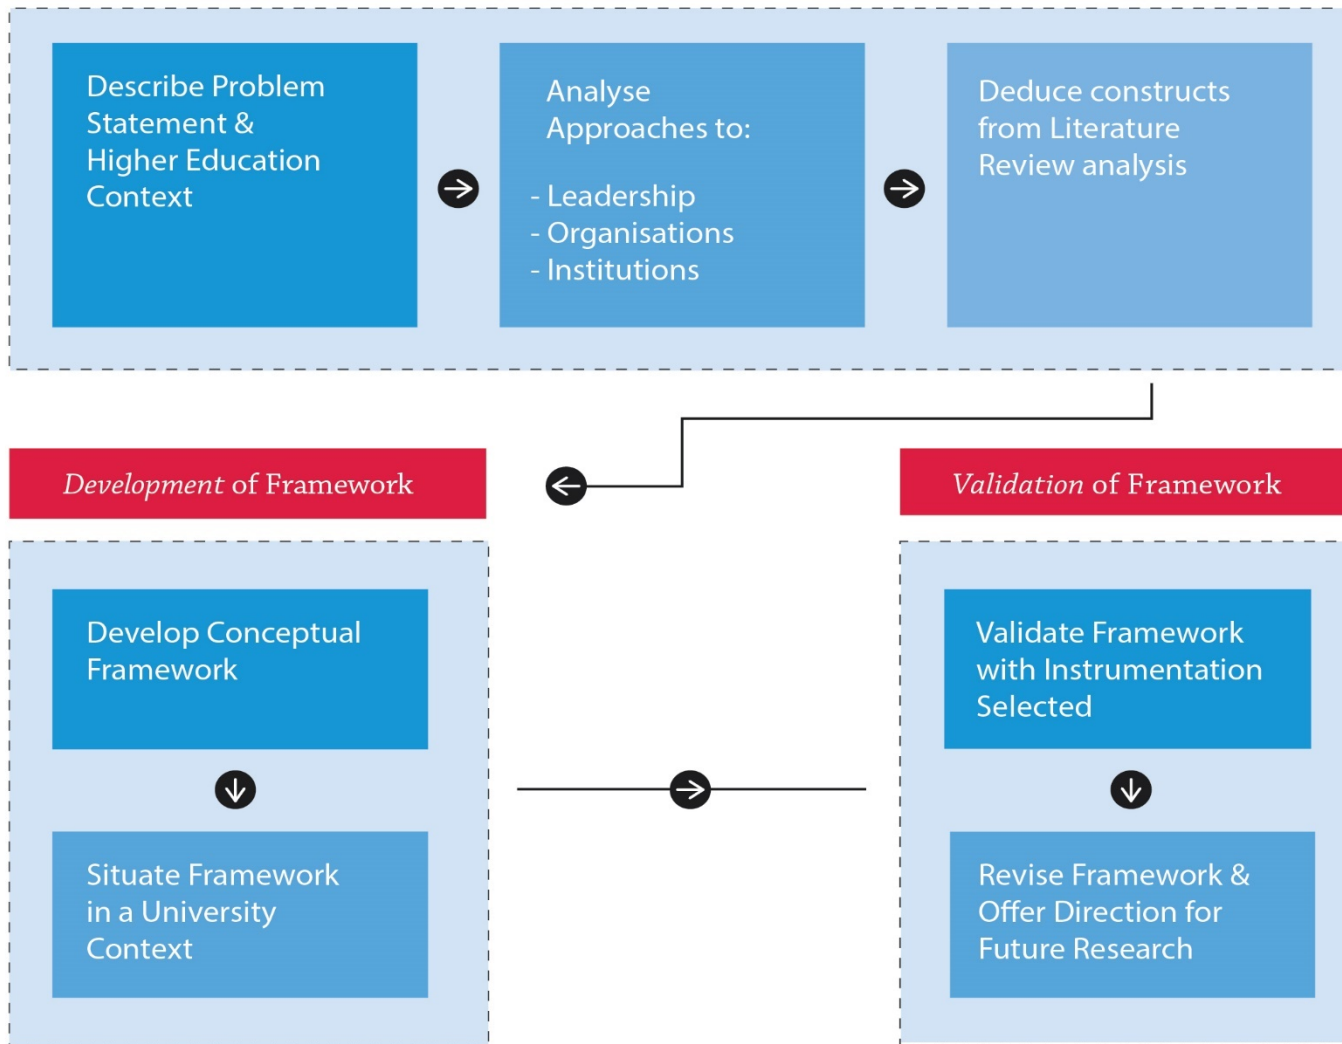 Describe Problem
Statement &
Higher Education
Context
Analyse
Approaches to:
- Leadership
- Organisations
- Institutions
Deduce constructs
from Literature
Review analysis
Development of Framework
Validation of Framework
Develop Conceptual
Framework
Situate Framework
in a University
Context
Validate Framework
with Instrumentation
Selected
Revise Framework &
Offer Direction for
Future Research